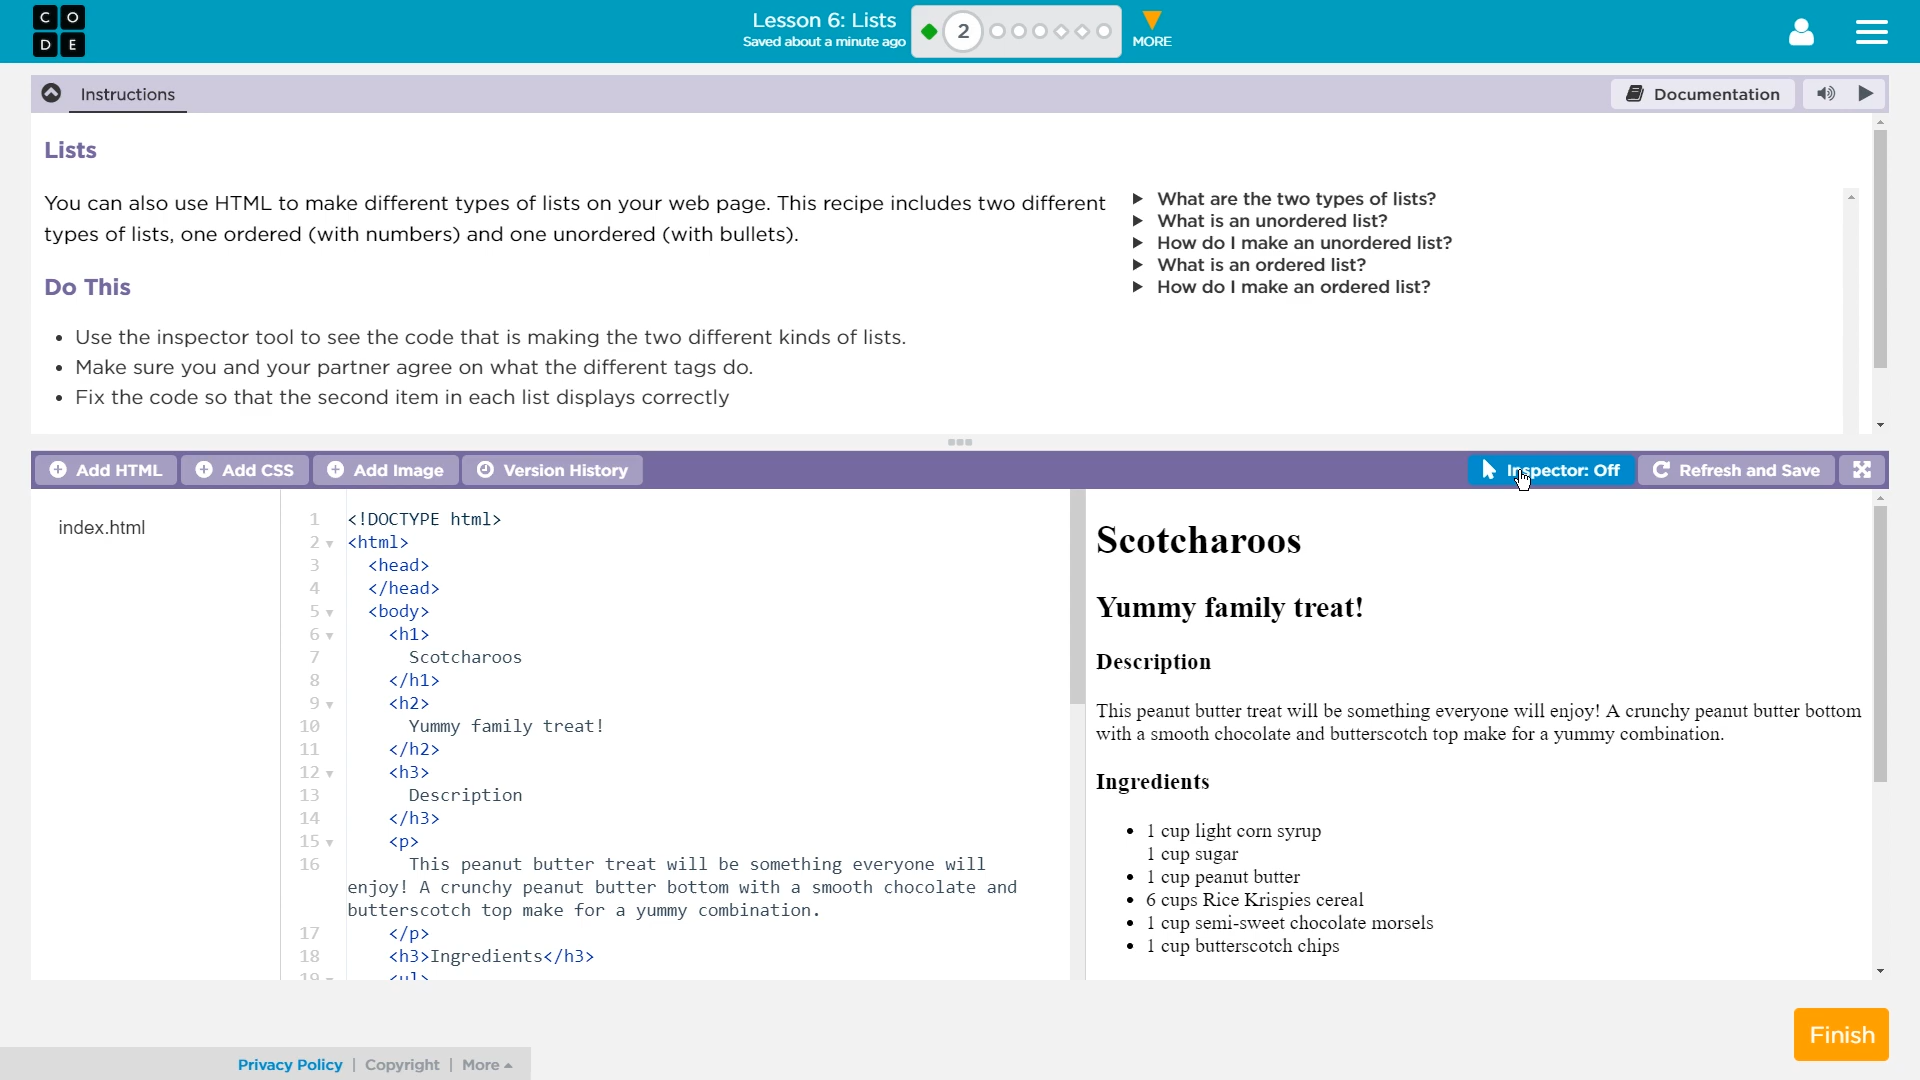 CODE
Lesson 6: Lists
Saved about a minute ago
2
MORE
Instructions
Documentation
Lists
You can also use HTML to make different types of lists on your web page. This recipe includes two different
types of lists, one ordered (with numbers) and one unordered (with bullets).
What are the two types of lists?
What is an unordered list?
How do I make an unordered list?
What is an ordered list?
How do I make an ordered list?
Do This
• Use the inspector tool to see the code that is making the two different kinds of lists.
• Make sure you and your partner agree on what the different tags do.
• Fix the code so that the second item in each list displays correctly
Add HTML
Add CSS
Add Image
Version History
Inspector: Off
Refresh and Save
index.html
1 <!DOCTYPE html>
2 <html>
3 <head>
4 </head>
5 <body>
6 <h1>
7 Scotcharoos
8 </h1>
9 <h2>
10 Yummy family treat!
11 </h2>
12 <h3>
13 Description
14 </h3>
15 <p>
16 This peanut butter treat will be something everyone will
enjoy! A crunchy peanut butter bottom with a smooth chocolate and
butterscotch top make for a yummy combination.
17 </p>
18 <h3>Ingredients</h3>
19 <ul>
Scotcharoos
Yummy family treat!
Description
This peanut butter treat will be something everyone will enjoy! A crunchy peanut butter bottom
with a smooth chocolate and butterscotch top make for a yummy combination.
Ingredients
• 1 cup light corn syrup
1 cup sugar
• 1 cup peanut butter
• 6 cups Rice Krispies cereal
• 1 cup semi-sweet chocolate morsels
• 1 cup butterscotch chips
Finish
Privacy Policy | Copyright | More